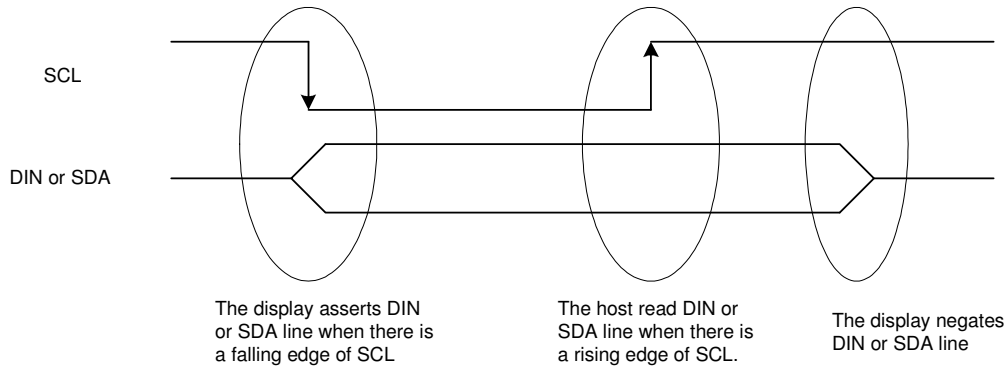 SCL
DIN or SDA
The display asserts DIN
or SDA line when there is
a falling edge of SCL
The host read DIN or
SDA line when there is
a rising edge of SCL.
The display negates
DIN or SDA line